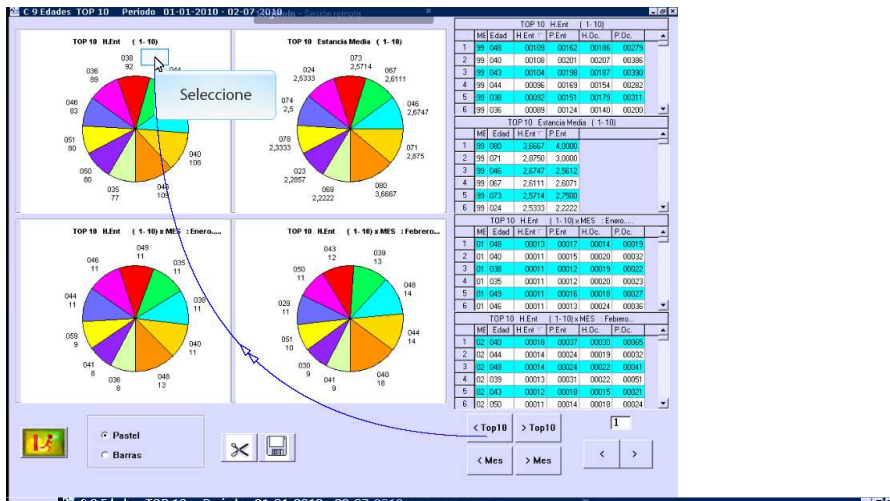 C 9 Edades TOP 10 Periodo 01-01-2010 - 02-07-2010
TOP 10 H.Ent ( 1- 10)
038
92
036
89
044
046
83
051
80
050
80
035
77
048
109
040
108
Seleccione
TOP 10 Estancia Media ( 1- 10)
073
2,5714
024
2,5333
067
2,6111
074
2,5
046
2,6747
078
2,3333
071
2,875
023
2,2857
069
2,2222
080
3,6667
TOP 10 H.Ent ( 1- 10) x MES : Enero.....
049
11
046
11
035
11
044
11
038
11
059
9
040
11
041
8
036
8
048
13
TOP 10 H.Ent ( 1- 10) x MES : Febrero...
043
12
039
13
050
11
048
14
029
11
044
14
051
10
030
9
041
9
040
18
TOP 10 H.Ent ( 1- 10)
ME Edad H.Ent P.Ent H.Oc. P.Oc.
1 99 048 00109 00162 00186 00279
2 99 040 00108 00201 00207 00386
3 99 043 00104 00198 00187 00390
4 99 044 00096 00169 00154 00282
5 99 038 00092 00151 00179 00311
6 99 036 00089 00124 00140 00200
TOP 10 Estancia Media ( 1- 10)
ME Edad H.Ent P.Ent
1 99 080 3,6667 4,0000
2 99 071 2,8750 3,0000
3 99 046 2,6747 2,5612
4 99 067 2,6111 2,6071
5 99 073 2,5714 2,7500
6 99 024 2,5333 2,2222
TOP 10 H.Ent ( 1- 10) x MES : Enero.....
ME Edad H.Ent P.Ent H.Oc. P.Oc.
1 01 048 00013 00017 00014 00019
2 01 040 00011 00015 00020 00032
3 01 038 00011 00012 00019 00022
4 01 035 00011 00012 00020 00023
5 01 049 00011 00016 00018 00027
6 01 046 00011 00013 00024 00036
TOP 10 H.Ent ( 1- 10) x MES : Febrero...
ME Edad H.Ent P.Ent H.Oc. P.Oc.
1 02 040 00018 00037 00030 00065
2 02 044 00014 00024 00019 00032
3 02 048 00014 00024 00022 00041
4 02 039 00013 00031 00022 00051
5 02 043 00012 00018 00015 00021
6 02 050 00011 00014 00018 00024
Pastel
Barras
< Top10
> Top10
1
< Mes
> Mes
<
>